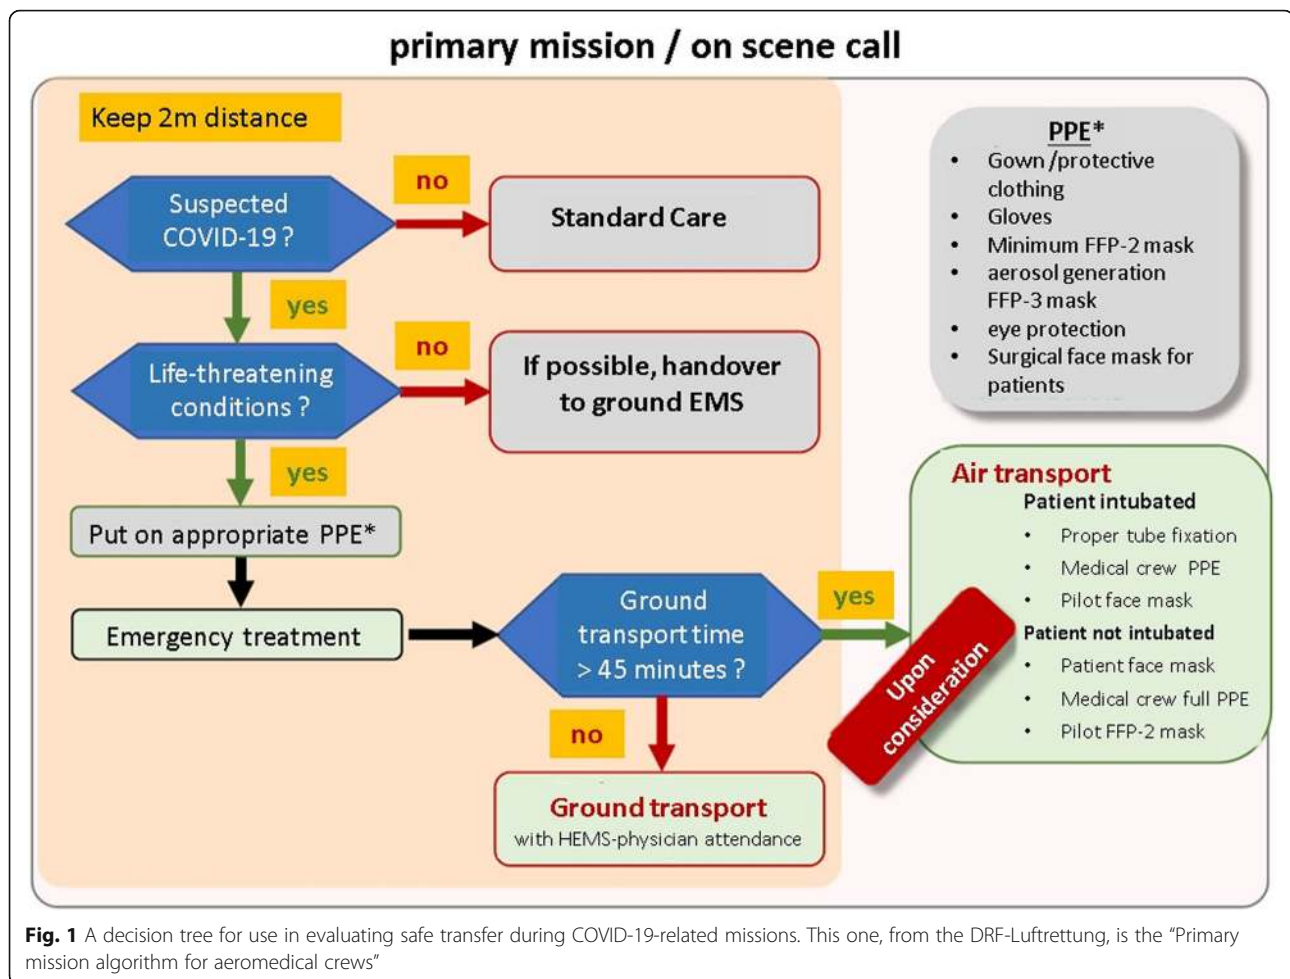 primary mission / on scene call
Keep 2m distance
Suspected
COVID-19 ?
no
Standard Care
yes
Life-threatening
conditions ?
no
If possible, handover
to ground EMS
yes
Put on appropriate PPE*
Emergency treatment
Ground
transport time
> 45 minutes ?
yes
no
Ground transport
with HEMS-physician attendance
PPE*
• Gown /protective
clothing
• Gloves
• Minimum FFP-2 mask
• aerosol generation
FFP-3 mask
• eye protection
• Surgical face mask for
patients
Air transport
Patient intubated
• Proper tube fixation
• Medical crew PPE
• Pilot face mask
Patient not intubated
• Patient face mask
• Medical crew full PPE
• Pilot FFP-2 mask
Upon
consideration
Fig. 1 A decision tree for use in evaluating safe transfer during COVID-19-related missions. This one, from the DRF-Luftrettung, is the “Primary
mission algorithm for aeromedical crews”